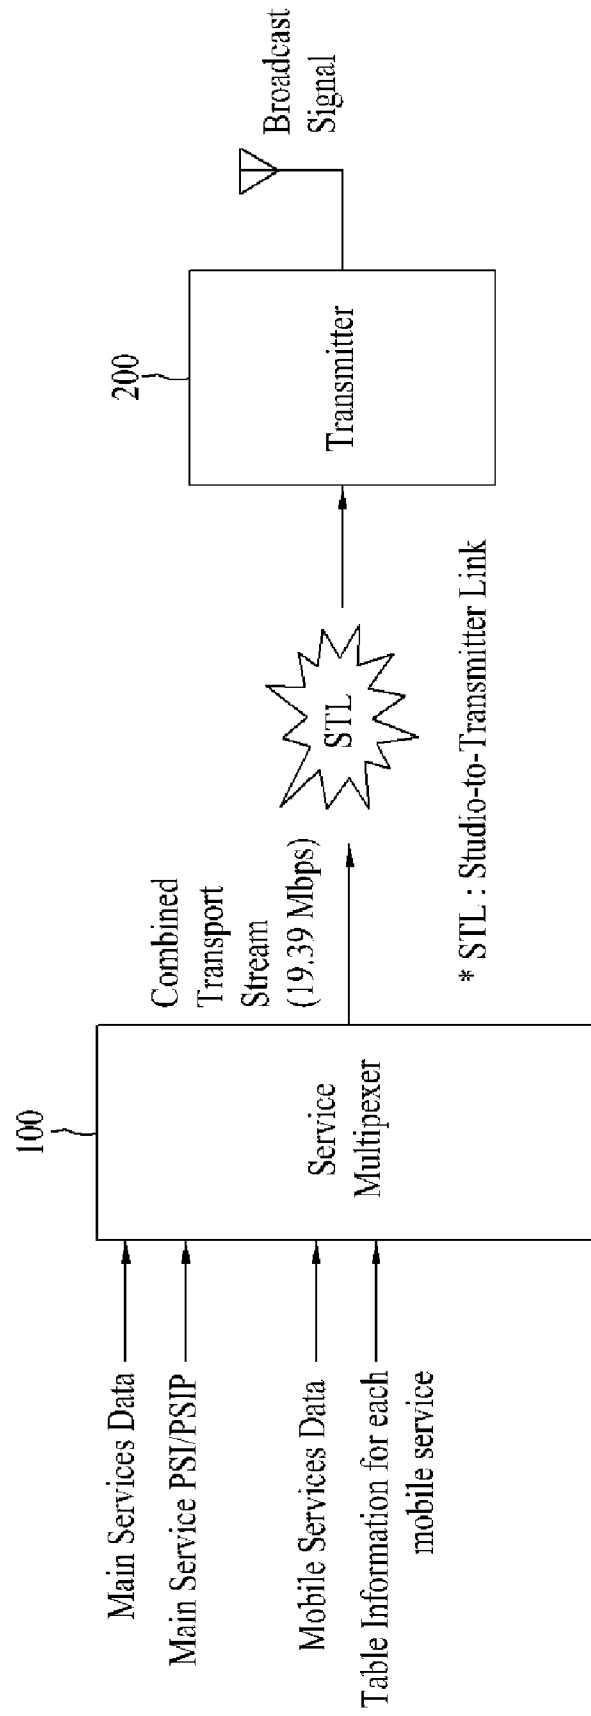 Main Services Data
Main Service PSI/PSIP
Mobile Services Data
Table Information for each
mobile service
100
Service
Multipexer
Combined
Transport
Stream
(19.39 Mbps)
STL
* STL : Studio-to-Transmitter Link
200
Transmitter
Broadcast
Signal